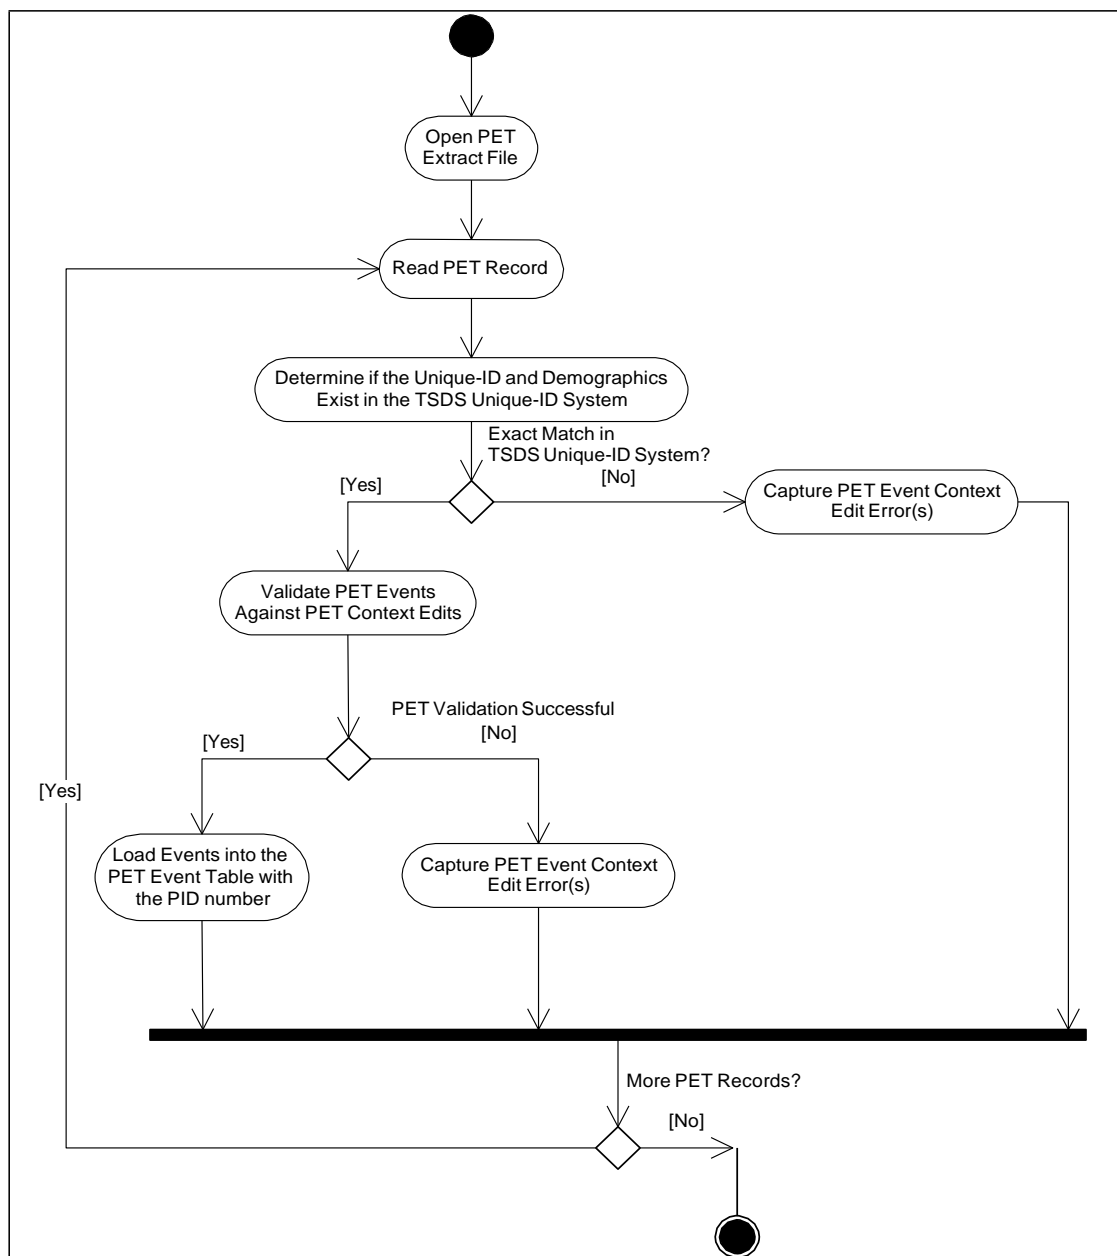 Open PET
Extract File
Read PET Record
Determine if the Unique-ID and Demographics
Exist in the TSDS Unique-ID System
Exact Match in
TSDS Unique-ID System?
[No]
[Yes]
Capture PET Event Context
Edit Error(s)
Validate PET Events
Against PET Context Edits
PET Validation Successful
[No]
[Yes]
[Yes]
Load Events into the
PET Event Table with
the PID number
Capture PET Event Context
Edit Error(s)
More PET Records?
[No]